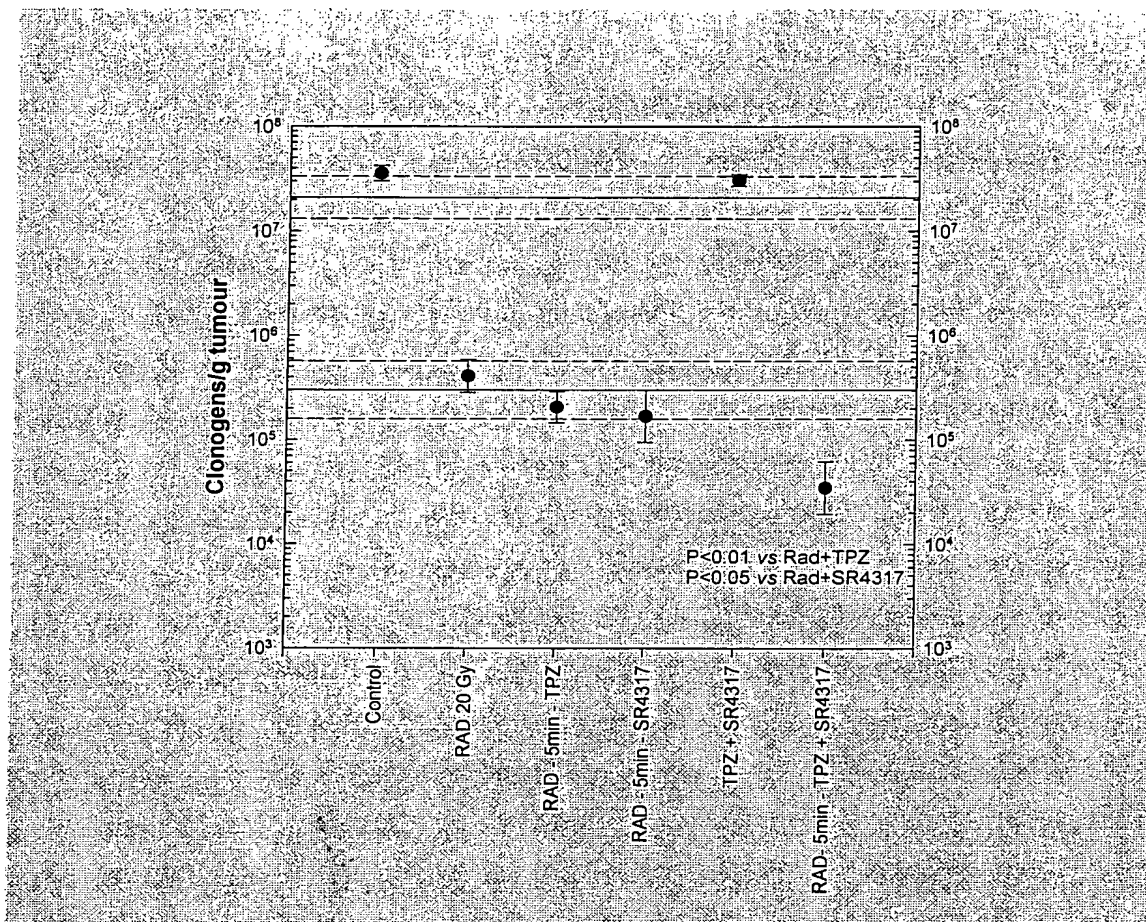 10⁸
10⁸
10⁷
10⁷
10⁶
10⁶
10⁵
10⁵
10⁴
10⁴
10³
10³
Clonogens/g tumour
P<0.01 vs Rad+TPZ
P<0.05 vs Rad+SR4317
Control
RAD 20 Gy
RAD - 5min - TPZ
RAD - 5min - SR4317
TPZ + SR4317
RAD- 5min - TPZ + SR4317